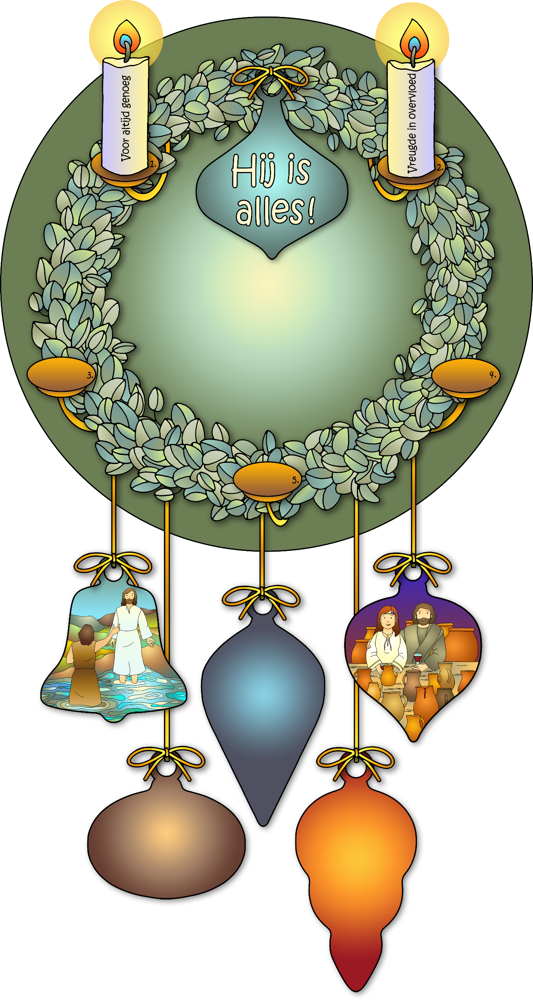 Voor altijd genoeg
1.
Vreugde in overvloed
2.
Hij is
alles!
3.
4.
5.